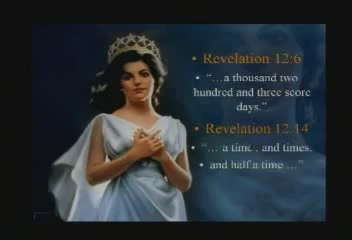 • Revelation 12:6
• “…a thousand two
hundred and three score
days.”
• Revelation 12:14
• “… a time , and times,
• and half a time …”